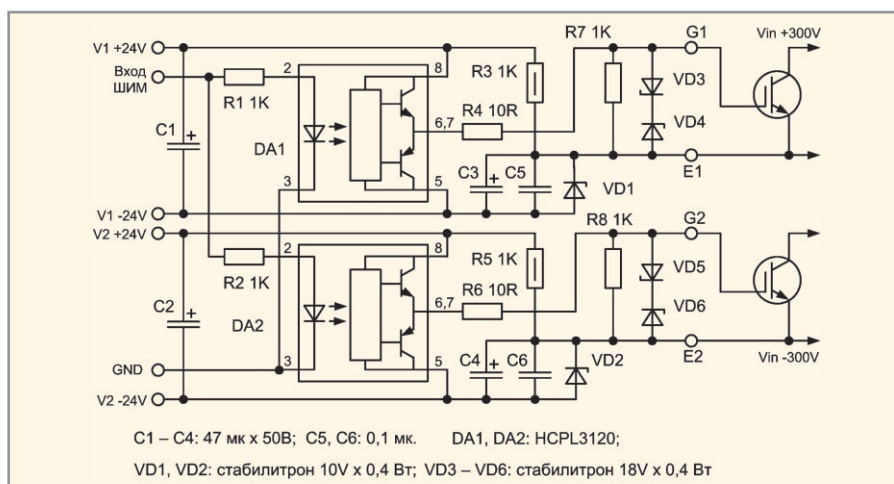 V1 +24V
Вход
ШИМ
R1 1K
2
8
C1
+
DA1
6,7
R4 10R
R3 1K
R7 1K
G1
Vin +300V
VD3
VD4
3
5
C3
+
C5
VD1
E1
V1 -24V
V2 +24V
R2 1K
2
8
C2
+
DA2
6,7
R6 10R
R5 1K
R8 1K
G2
VD5
VD6
GND
3
5
C4
+
C6
VD2
E2
Vin -300V
V2 -24V
C1 – C4: 47 мк x 50В; C5, C6: 0,1 мк. DA1, DA2: HCPL3120;
VD1, VD2: стабилитрон 10V x 0,4 Вт; VD3 – VD6: стабилитрон 18V x 0,4 Вт